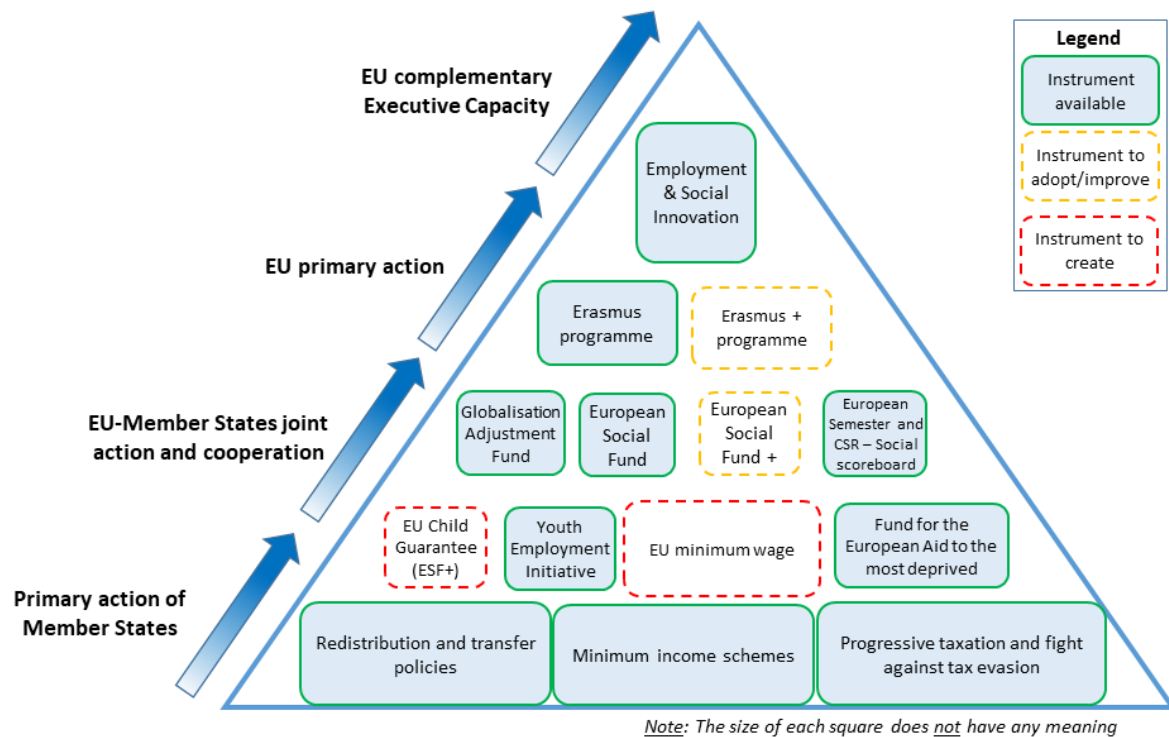 EU complementary
Executive Capacity
EU primary action
EU-Member States joint
action and cooperation
Primary action of
Member States
Employment
& Social
Innovation
Erasmus
programme
Erasmus +
programme
Globalisation
Adjustment
Fund
European
Social
Fund
European
Social
Fund +
European
Semester and
CSR – Social
scoreboard
EU Child
Guarantee
(ESF+)
Youth
Employment
Initiative
EU minimum wage
Fund for the
European Aid to the
most deprived
Redistribution and transfer
policies
Minimum income schemes
Progressive taxation and fight
against tax evasion
Legend
Instrument
available
Instrument to
adopt/improve
Instrument to
create
Note: The size of each square does not have any meaning